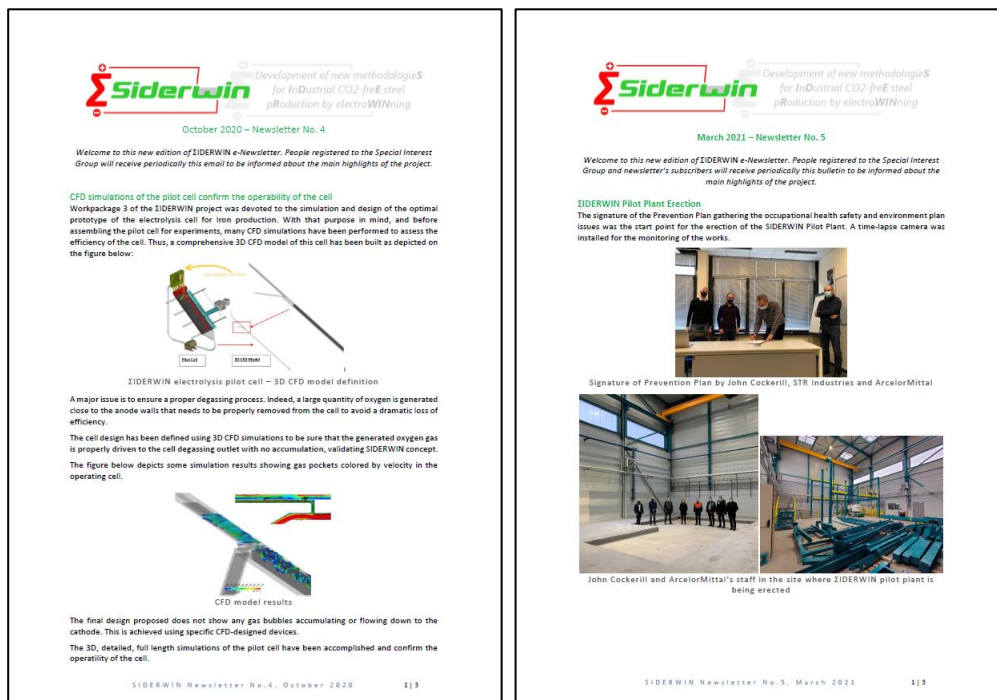 Siderwin
Development of new methodologieS
for InDustrial CO2-freE steel
pRoduction by electroWINning
October 2020 – Newsletter No. 4
Welcome to this new edition of ΣIDERWIN e-Newsletter. People registered to the Special Interest
Group will receive periodically this email to be informed about the main highlights of the project.
CFD simulations of the pilot cell confirm the operability of the cell
Workpackage 3 of the ΣIDERWIN project was devoted to the simulation and design of the optimal
prototype of the electrolysis cell for Iron production. With that purpose in mind, and before
assembling the pilot cell for experiments, many CFD simulations have been performed to assess the
efficiency of the cell. Thus, a comprehensive 3D CFD model of this cell has been built as depicted on
the figure below:
Pilot Cell
3D CFD Model
ΣIDERWIN electrolysis pilot cell – 3D CFD model definition
A major issue is to ensure a proper degassing process. Indeed, a large quantity of oxygen is generated
close to the anode walls that needs to be properly removed from the cell to avoid a dramatic loss of
efficiency.
The cell design has been defined using 3D CFD simulations to be sure that the generated oxygen gas
is properly driven to the cell degassing outlet with no accumulation, validating SIDERWIN concept.
The figure below depicts some simulation results showing gas pockets colored by velocity in the
operating cell.
CFD model results
The final design proposed does not show any gas bubbles accumulating or flowing down to the
cathode. This is achieved using specific CFD-designed devices.
The 3D, detailed, full length simulations of the pilot cell have been accomplished and confirm the
operatility of the cell.
SIDERWIN Newsletter No.4, October 2020 1|3
Siderwin
Development of new methodologieS
for InDustrial CO2-freE steel
pRoduction by electroWINning
March 2021 – Newsletter No. 5
Welcome to this new edition of ΣIDERWIN e-Newsletter. People registered to the Special Interest
Group and newsletter's subscribers will receive periodically this bulletin to be informed about the
main highlights of the project.
ΣIDERWIN Pilot Plant Erection
The signature of the Prevention Plan gathering the occupational health safety and environment plan
issues was the start point for the erection of the SIDERWIN Pilot Plant. A time-lapse camera was
installed for the monitoring of the works.
Signature of Prevention Plan by John Cockerill, STR Industries and ArcelorMittal
John Cockerill and ArcelorMittal's staff in the site where ΣIDERWIN pilot plant is
being erected
SIDERWIN Newsletter No.5, March 2021 1|3